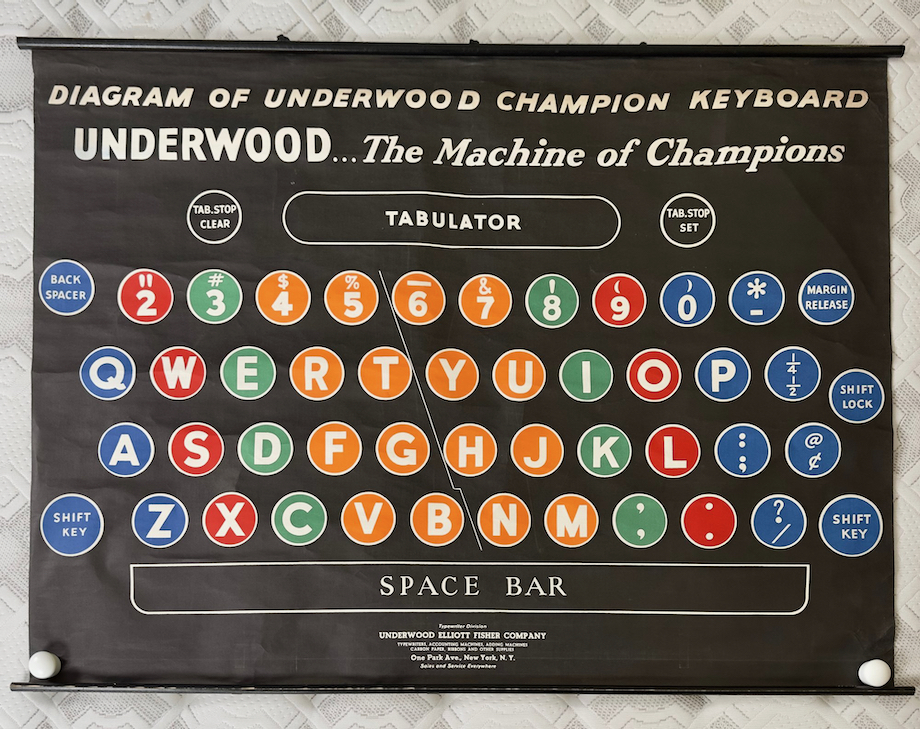 DIAGRAM OF UNDERWOOD CHAMPION KEYBOARD
UNDERWOOD...The Machine of Champions
TAB.STOP CLEAR
TABULATOR
TAB.STOP SET
BACK SPACER
" 2
# 3
$ 4
% 5
— 6
& 7
! 8
( 9
) 0
* -
MARGIN RELEASE
Q W E R T Y U I O P ¼ ½
SHIFT LOCK
A S D F G H J K L : ; @ ¢
SHIFT KEY
Z X C V B N M , ; . . ? /
SHIFT KEY
SPACE BAR
Typewriter Division
UNDERWOOD ELLIOTT FISHER COMPANY
TYPEWRITERS, ACCOUNTING MACHINES, ADDING MACHINES
CARBON PAPER, RIBBONS AND OTHER SUPPLIES
One Park Ave., New York, N. Y.
Sales and Service Everywhere